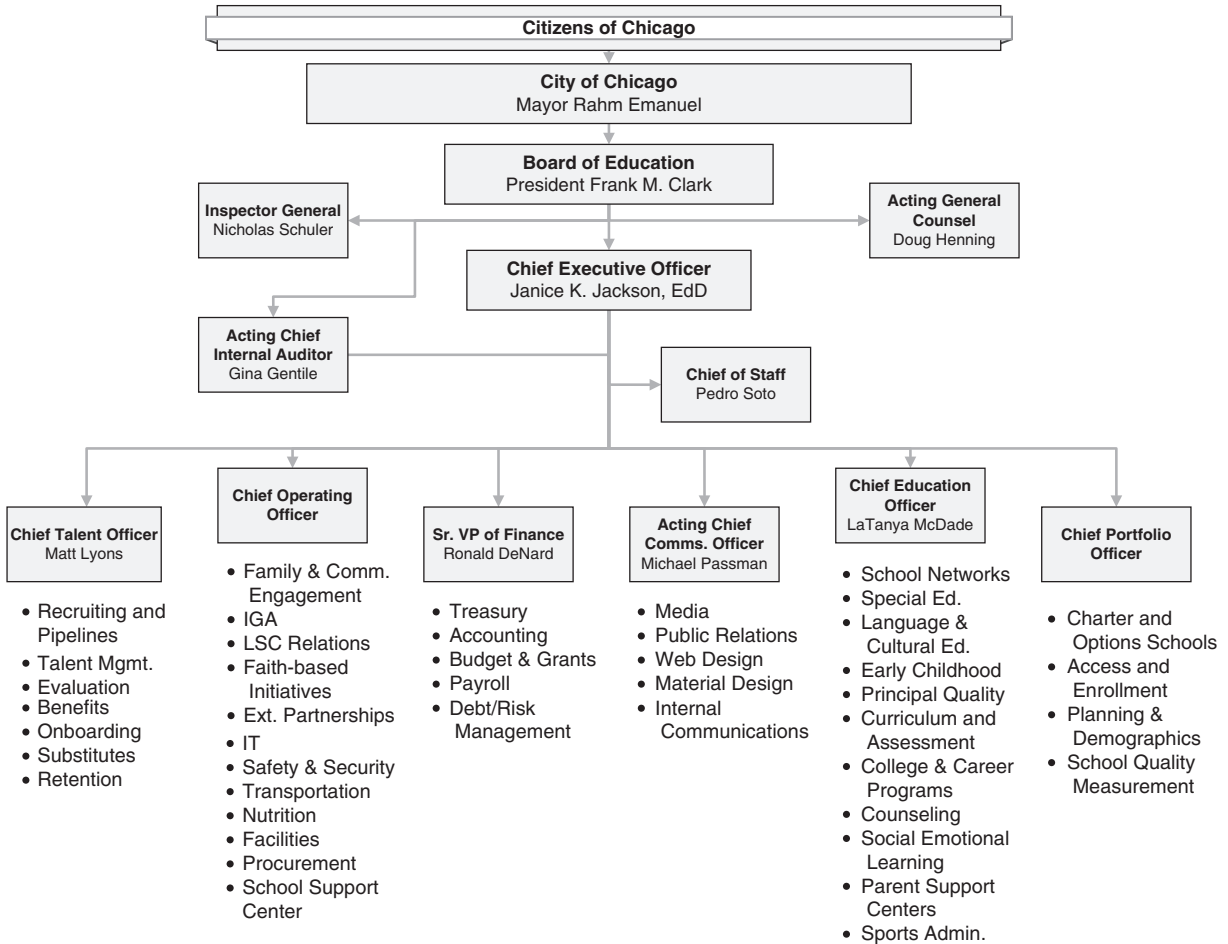 Citizens of Chicago
City of Chicago
Mayor Rahm Emanuel
Board of Education
President Frank M. Clark
Inspector General
Nicholas Schuler
Acting General
Counsel
Doug Henning
Chief Executive Officer
Janice K. Jackson, EdD
Acting Chief
Internal Auditor
Gina Gentile
Chief of Staff
Pedro Soto
Chief Talent Officer
Matt Lyons
• Recruiting and
Pipelines
• Talent Mgmt.
• Evaluation
• Benefits
• Onboarding
• Substitutes
• Retention
Chief Operating
Officer
• Family & Comm.
Engagement
• IGA
• LSC Relations
• Faith-based
Initiatives
• Ext. Partnerships
• IT
• Safety & Security
• Transportation
• Nutrition
• Facilities
• Procurement
• School Support
Center
Sr. VP of Finance
Ronald DeNard
• Treasury
• Accounting
• Budget & Grants
• Payroll
• Debt/Risk
Management
Acting Chief
Comms. Officer
Michael Passman
• Media
• Public Relations
• Web Design
• Material Design
• Internal
Communications
Chief Education
Officer
LaTanya McDade
• School Networks
• Special Ed.
• Language &
Cultural Ed.
• Early Childhood
• Principal Quality
• Curriculum and
Assessment
• College & Career
Programs
• Counseling
• Social Emotional
Learning
• Parent Support
Centers
• Sports Admin.
Chief Portfolio
Officer
• Charter and
Options Schools
• Access and
Enrollment
• Planning &
Demographics
• School Quality
Measurement